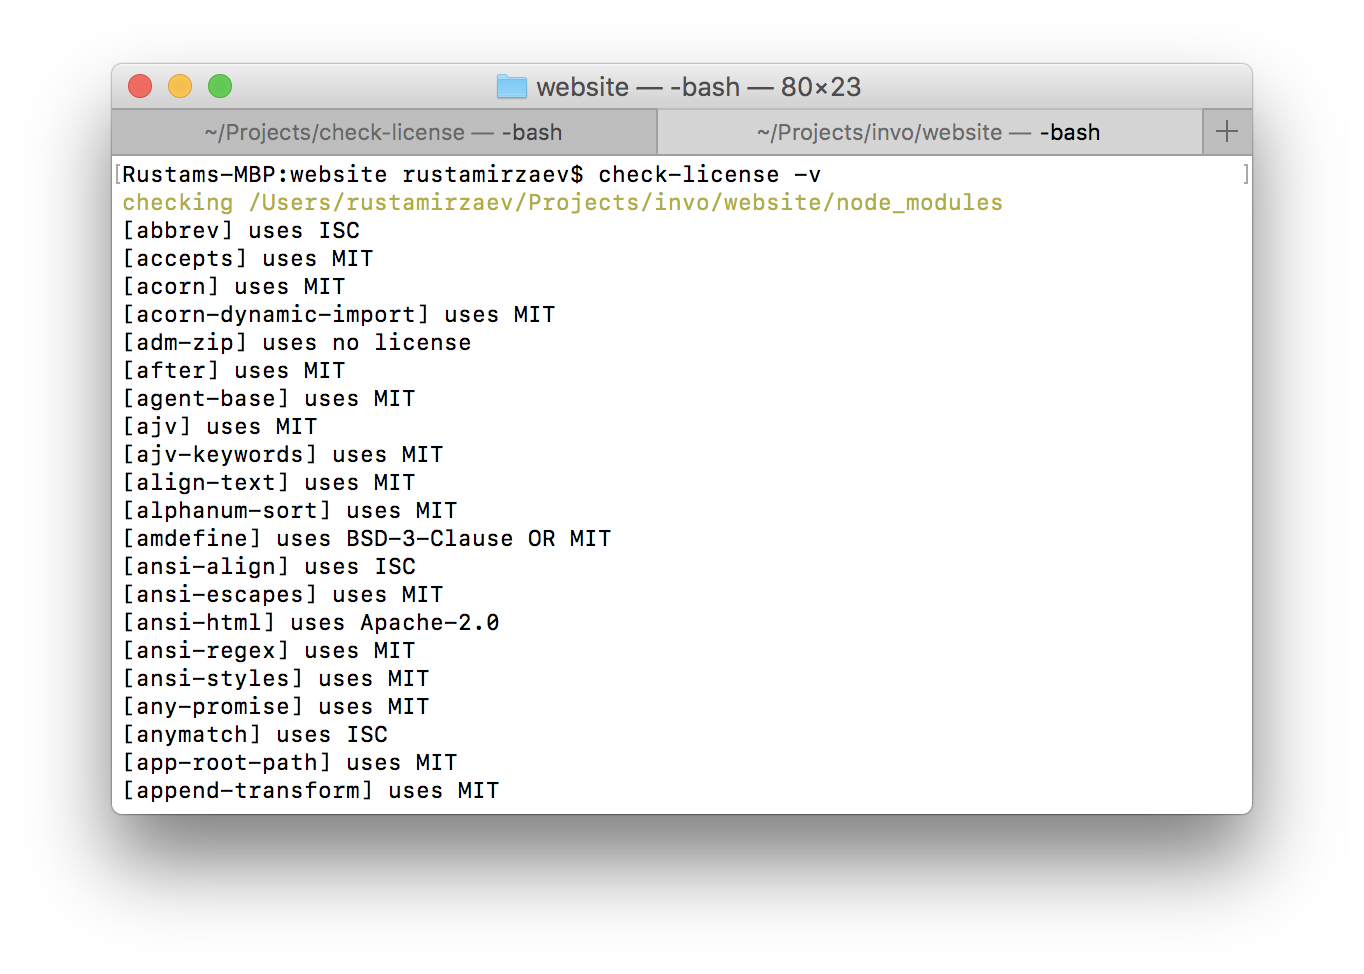 website — -bash — 80×23
~/Projects/check-license — -bash
~/Projects/invo/website — -bash
[Rustams-MBP:website rustamirzaev$ check-license -v ]
checking /Users/rustamirzaev/Projects/invo/website/node_modules
[abbrev] uses ISC
[accepts] uses MIT
[acorn] uses MIT
[acorn-dynamic-import] uses MIT
[adm-zip] uses no license
[after] uses MIT
[agent-base] uses MIT
[ajv] uses MIT
[ajv-keywords] uses MIT
[align-text] uses MIT
[alphanum-sort] uses MIT
[amdefine] uses BSD-3-Clause OR MIT
[ansi-align] uses ISC
[ansi-escapes] uses MIT
[ansi-html] uses Apache-2.0
[ansi-regex] uses MIT
[ansi-styles] uses MIT
[any-promise] uses MIT
[anymatch] uses ISC
[app-root-path] uses MIT
[append-transform] uses MIT